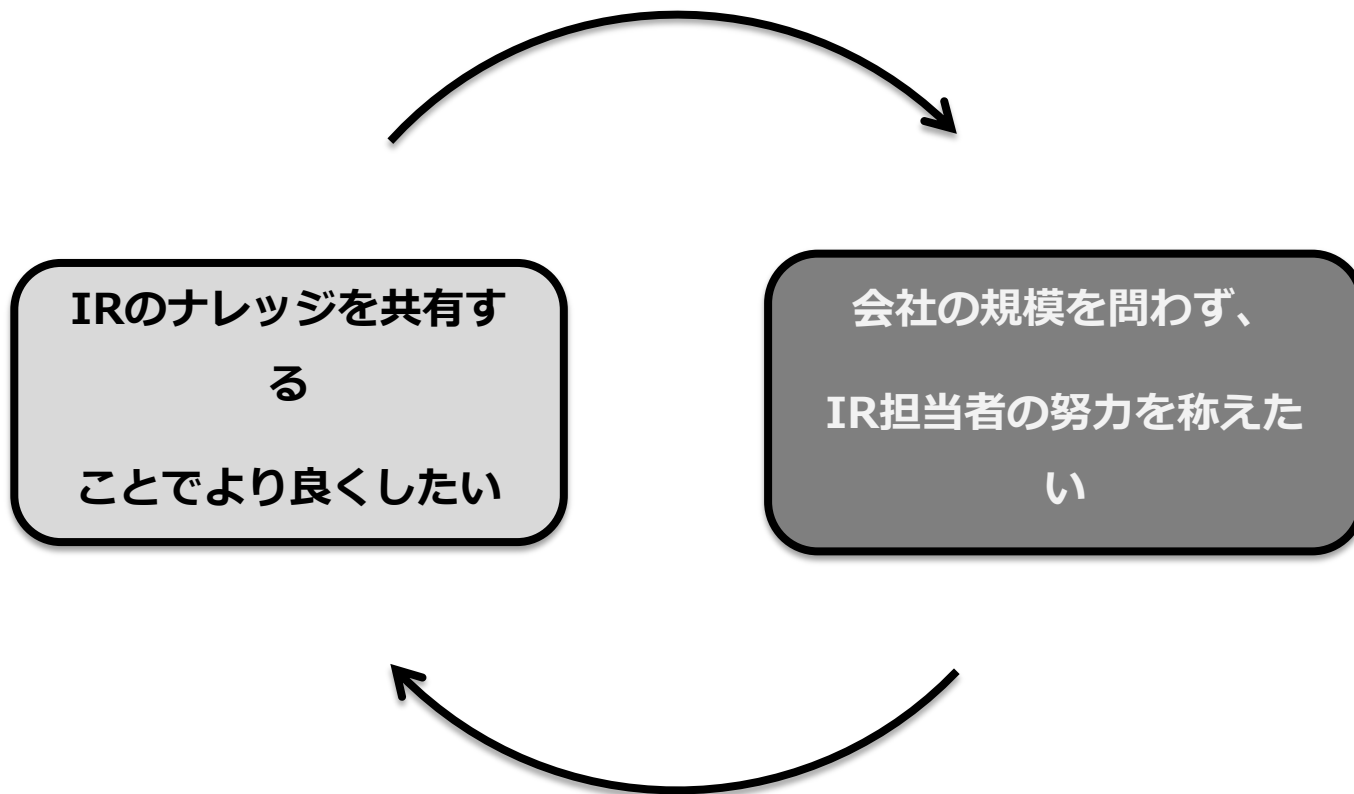 IRのナレッジを共有す
る
ことでより良くしたい
会社の規模を問わず、
IR担当者の努力を称えた
い